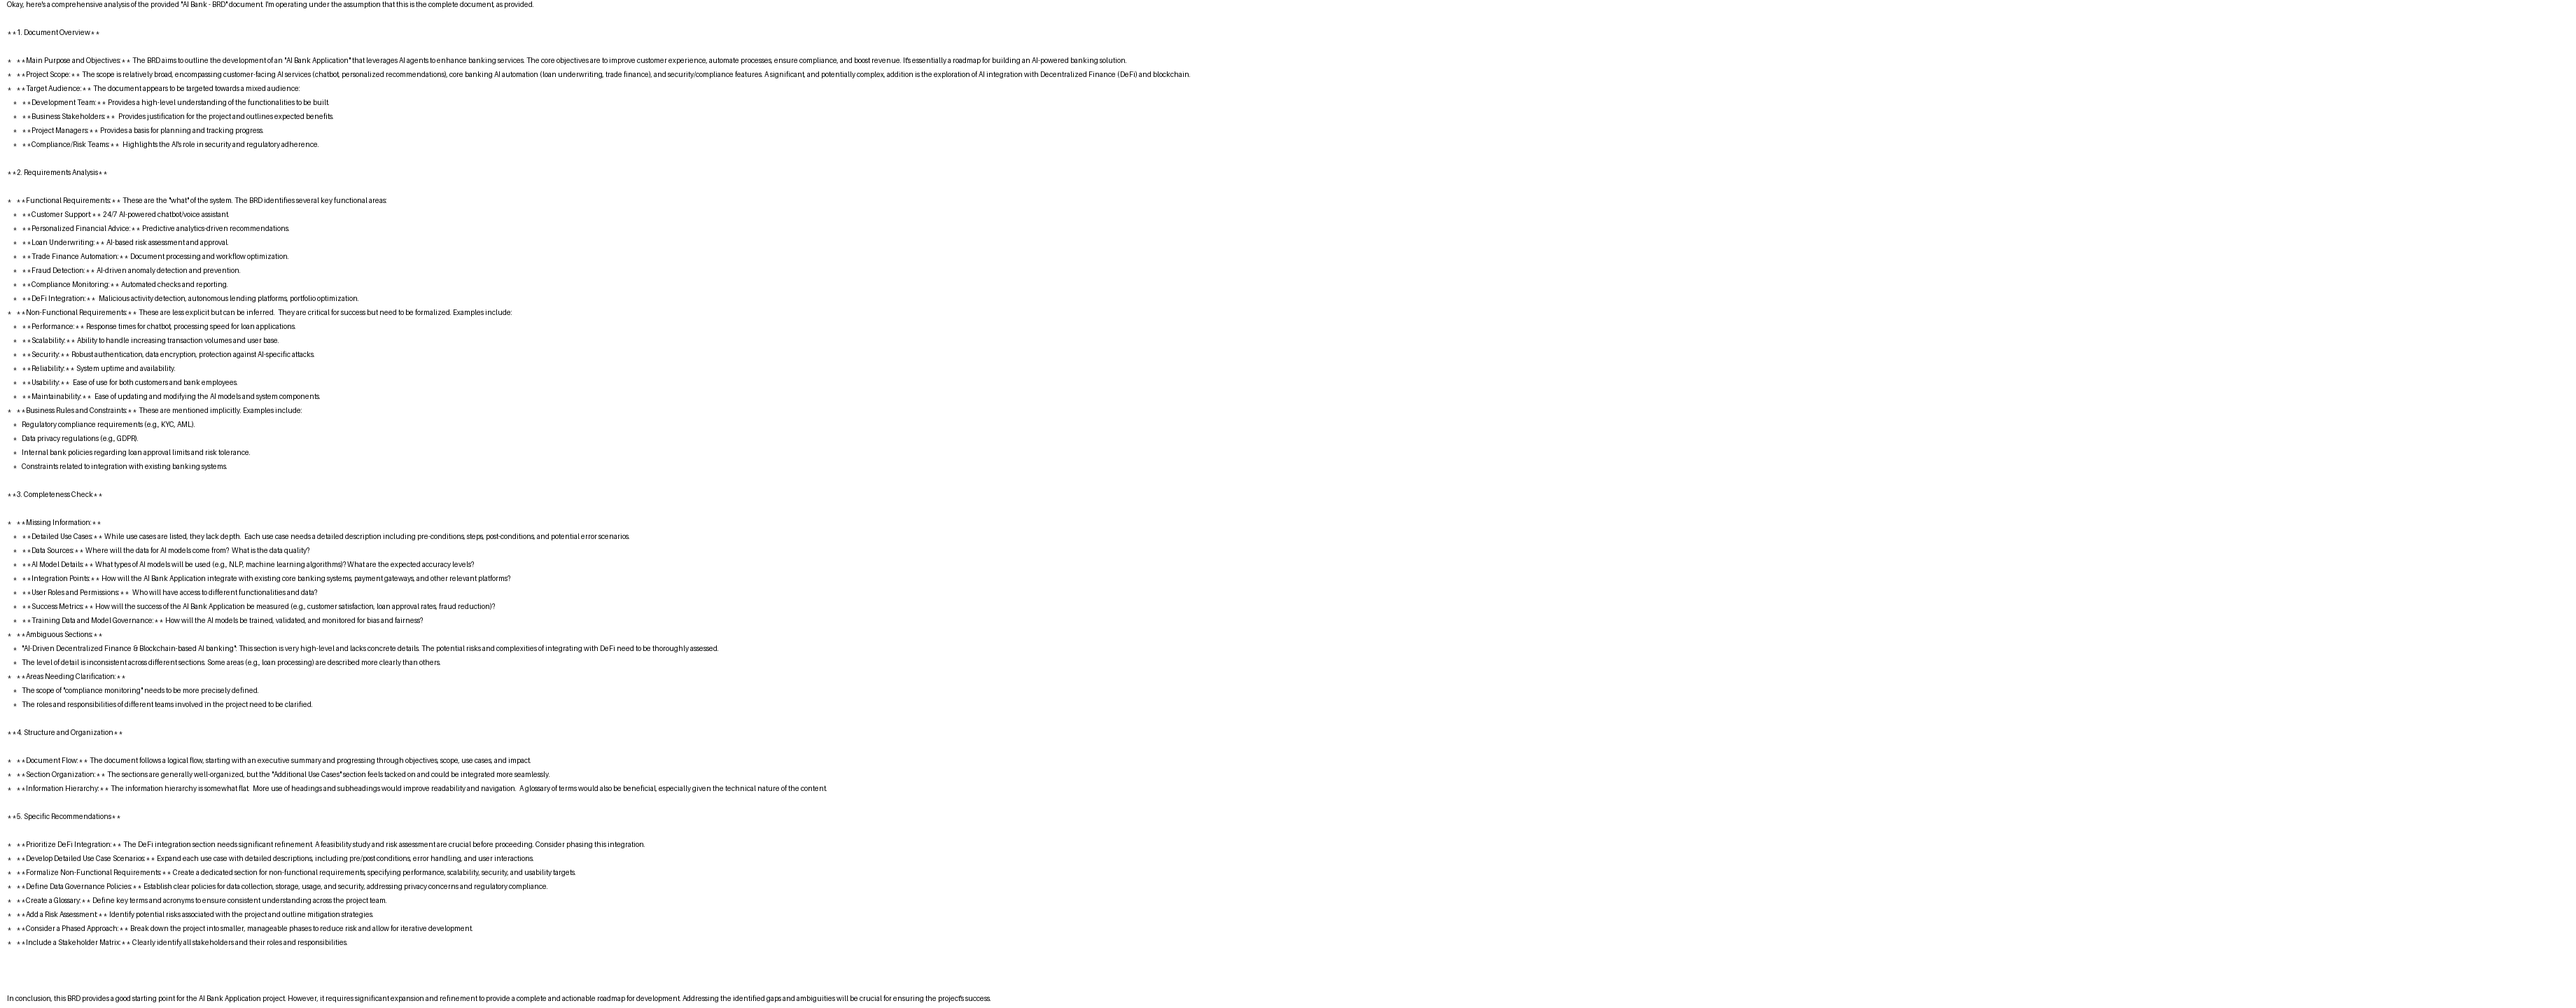 Okay, here's a comprehensive analysis of the provided "AI Bank - BRD" document. I'm operating under the assumption that this is the complete document, as provided.
**1. Document Overview**
* **Main Purpose and Objectives:** The BRD aims to outline the development of an "AI Bank Application" that leverages AI agents to enhance banking services. The core objectives are to improve customer experience, automate processes, ensure compliance, and boost revenue. It's essentially a roadmap for building an AI-powered banking solution.
* **Project Scope:** The scope is relatively broad, encompassing customer-facing AI services (chatbot, personalized recommendations), core banking AI automation (loan underwriting, trade finance), and security/compliance features. A significant, and potentially complex, addition is the exploration of AI integration with Decentralized Finance (DeFi) and blockchain.
* **Target Audience:** The document appears to be targeted towards a mixed audience:
* **Development Team:** Provides a high-level understanding of the functionalities to be built.
* **Business Stakeholders:** Provides justification for the project and outlines expected benefits.
* **Project Managers:** Provides a basis for planning and tracking progress.
* **Compliance/Risk Teams:** Highlights the AI's role in security and regulatory adherence.
**2. Requirements Analysis**
* **Functional Requirements:** These are the "what" of the system. The BRD identifies several key functional areas:
* **Customer Support:** 24/7 AI-powered chatbot/voice assistant.
* **Personalized Financial Advice:** Predictive analytics-driven recommendations.
* **Loan Underwriting:** AI-based risk assessment and approval.
* **Trade Finance Automation:** Document processing and workflow optimization.
* **Fraud Detection:** AI-driven anomaly detection and prevention.
* **Compliance Monitoring:** Automated checks and reporting.
* **DeFi Integration:** Malicious activity detection, autonomous lending platforms, portfolio optimization.
* **Non-Functional Requirements:** These are less explicit but can be inferred. They are critical for success but need to be formalized. Examples include:
* **Performance:** Response times for chatbot, processing speed for loan applications.
* **Scalability:** Ability to handle increasing transaction volumes and user base.
* **Security:** Robust authentication, data encryption, protection against AI-specific attacks.
* **Reliability:** System uptime and availability.
* **Usability:** Ease of use for both customers and bank employees.
* **Maintainability:** Ease of updating and modifying the AI models and system components.
* **Business Rules and Constraints:** These are mentioned implicitly. Examples include:
* Regulatory compliance requirements (e.g., KYC, AML).
* Data privacy regulations (e.g., GDPR).
* Internal bank policies regarding loan approval limits and risk tolerance.
* Constraints related to integration with existing banking systems.
**3. Completeness Check**
* **Missing Information:**
* **Detailed Use Cases:** While use cases are listed, they lack depth. Each use case needs a detailed description including pre-conditions, steps, post-conditions, and potential error scenarios.
* **Data Sources:** Where will the data for AI models come from? What is the data quality?
* **AI Model Details:** What types of AI models will be used (e.g., NLP, machine learning algorithms)? What are the expected accuracy levels?
* **Integration Points:** How will the AI Bank Application integrate with existing core banking systems, payment gateways, and other relevant platforms?
* **User Roles and Permissions:** Who will have access to different functionalities and data?
* **Success Metrics:** How will the success of the AI Bank Application be measured (e.g., customer satisfaction, loan approval rates, fraud reduction)?
* **Training Data and Model Governance:** How will the AI models be trained, validated, and monitored for bias and fairness?
* **Ambiguous Sections:**
* "AI-Driven Decentralized Finance & Blockchain-based AI banking": This section is very high-level and lacks concrete details. The potential risks and complexities of integrating with DeFi need to be thoroughly assessed.
* The level of detail is inconsistent across different sections. Some areas (e.g., loan processing) are described more clearly than others.
* **Areas Needing Clarification:**
* The scope of "compliance monitoring" needs to be more precisely defined.
* The roles and responsibilities of different teams involved in the project need to be clarified.
**4. Structure and Organization**
* **Document Flow:** The document follows a logical flow, starting with an executive summary and progressing through objectives, scope, use cases, and impact.
* **Section Organization:** The sections are generally well-organized, but the "Additional Use Cases" section feels tacked on and could be integrated more seamlessly.
* **Information Hierarchy:** The information hierarchy is somewhat flat. More use of headings and subheadings would improve readability and navigation. A glossary of terms would also be beneficial, especially given the technical nature of the content.
**5. Specific Recommendations**
* **Prioritize DeFi Integration:** The DeFi integration section needs significant refinement. A feasibility study and risk assessment are crucial before proceeding. Consider phasing this integration.
* **Develop Detailed Use Case Scenarios:** Expand each use case with detailed descriptions, including pre/post conditions, error handling, and user interactions.
* **Formalize Non-Functional Requirements:** Create a dedicated section for non-functional requirements, specifying performance, scalability, security, and usability targets.
* **Define Data Governance Policies:** Establish clear policies for data collection, storage, usage, and security, addressing privacy concerns and regulatory compliance.
* **Create a Glossary:** Define key terms and acronyms to ensure consistent understanding across the project team.
* **Add a Risk Assessment:** Identify potential risks associated with the project and outline mitigation strategies.
* **Consider a Phased Approach:** Break down the project into smaller, manageable phases to reduce risk and allow for iterative development.
* **Include a Stakeholder Matrix:** Clearly identify all stakeholders and their roles and responsibilities.
In conclusion, this BRD provides a good starting point for the AI Bank Application project. However, it requires significant expansion and refinement to provide a complete and actionable roadmap for development. Addressing the identified gaps and ambiguities will be crucial for ensuring the project's success.